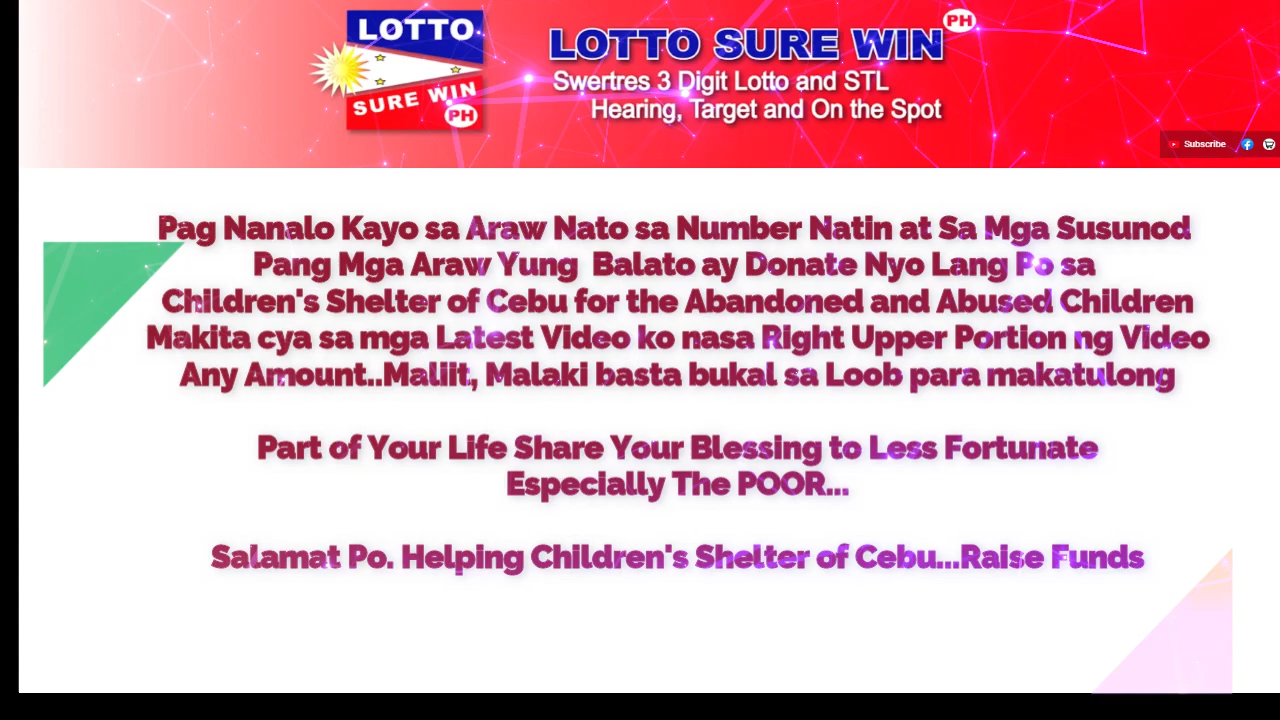 LOTTO
SURE WIN
PH
LOTTO SURE WIN PH
Swertres 3 Digit Lotto and STL
Hearing, Target and On the Spot
Subscribe
Pag Nanalo Kayo sa Araw Nato sa Number Natin at Sa Mga Susunod
Pang Mga Araw Yung Balato ay Donate Nyo Lang Po sa
Children's Shelter of Cebu for the Abandoned and Abused Children
Makita cya sa mga Latest Video ko nasa Right Upper Portion ng Video
Any Amount..Maliit, Malaki basta bukal sa Loob para makatulong
Part of Your Life Share Your Blessing to Less Fortunate
Especially The POOR...
Salamat Po. Helping Children's Shelter of Cebu...Raise Funds